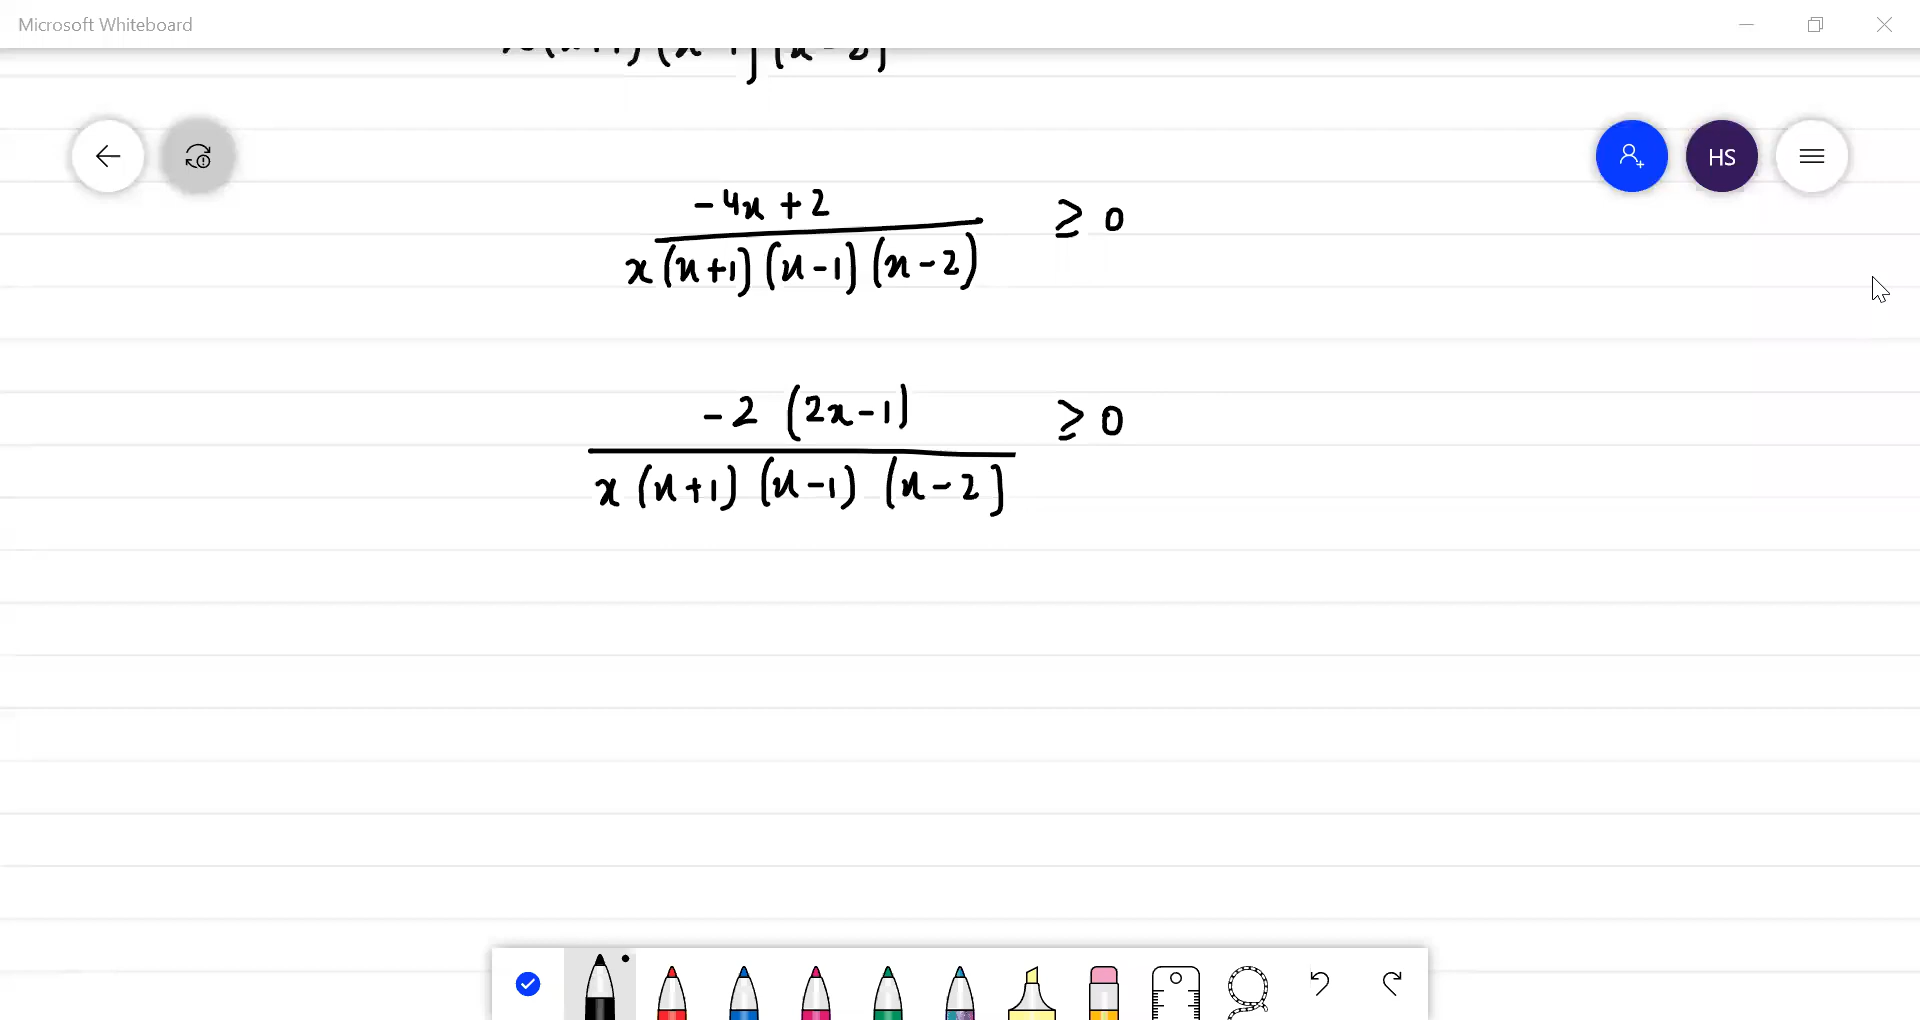 Microsoft Whiteboard
HS
-4x+2
≥ 0
x(x+1)(x-1)(x-2)
-2 (2x-1)
≥ 0
x (x+1) (x-1) (x-2)